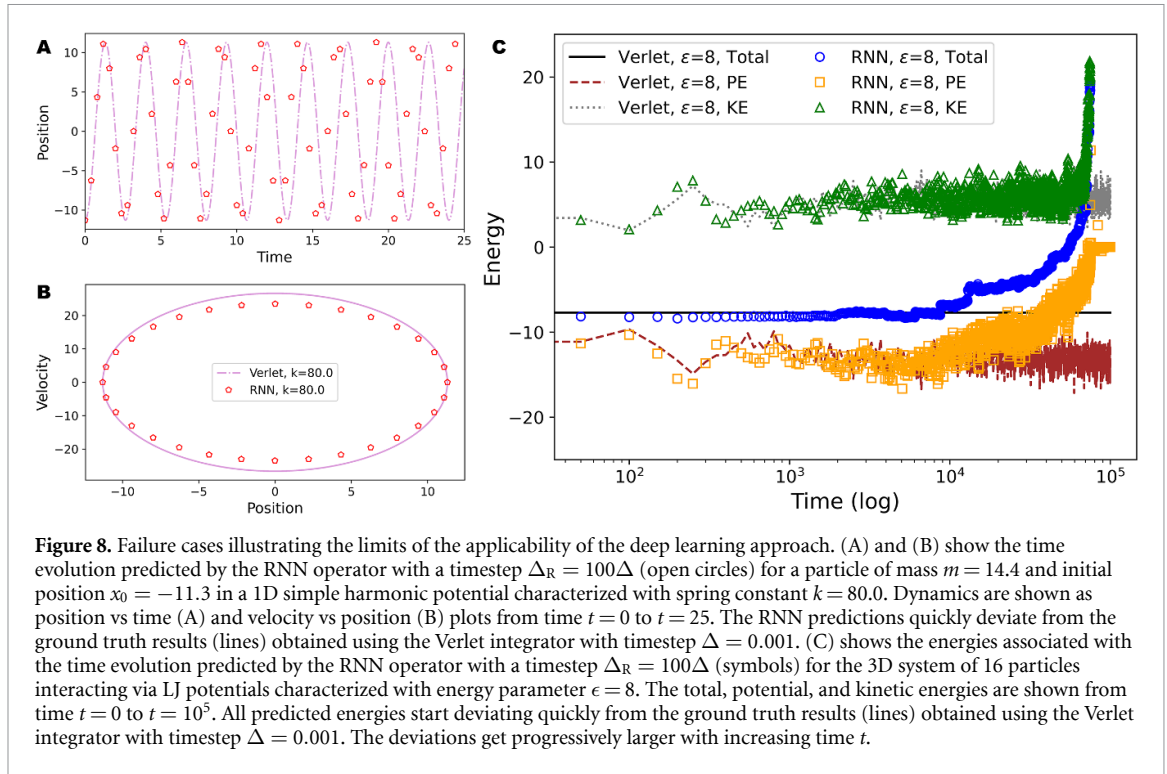 A
Position
10
5
0
−5
−10
0
5
10
15
20
25
Time
B
Velocity
20
10
0
−10
−20
Verlet, k=80.0
RNN, k=80.0
−10
−5
0
5
10
Position
C
Verlet, ε=8, Total
Verlet, ε=8, PE
Verlet, ε=8, KE
RNN, ε=8, Total
RNN, ε=8, PE
RNN, ε=8, KE
Energy
20
10
0
−10
−20
10²
10³
10⁴
10⁵
Time (log)
Figure 8. Failure cases illustrating the limits of the applicability of the deep learning approach. (A) and (B) show the time
evolution predicted by the RNN operator with a timestep Δ_R = 100Δ (open circles) for a particle of mass m = 14.4 and initial
position x₀ = −11.3 in a 1D simple harmonic potential characterized with spring constant k = 80.0. Dynamics are shown as
position vs time (A) and velocity vs position (B) plots from time t = 0 to t = 25. The RNN predictions quickly deviate from the
ground truth results (lines) obtained using the Verlet integrator with timestep Δ = 0.001. (C) shows the energies associated with
the time evolution predicted by the RNN operator with a timestep Δ_R = 100Δ (symbols) for the 3D system of 16 particles
interacting via LJ potentials characterized with energy parameter ϵ = 8. The total, potential, and kinetic energies are shown from
time t = 0 to t = 10⁵. All predicted energies start deviating quickly from the ground truth results (lines) obtained using the Verlet
integrator with timestep Δ = 0.001. The deviations get progressively larger with increasing time t.